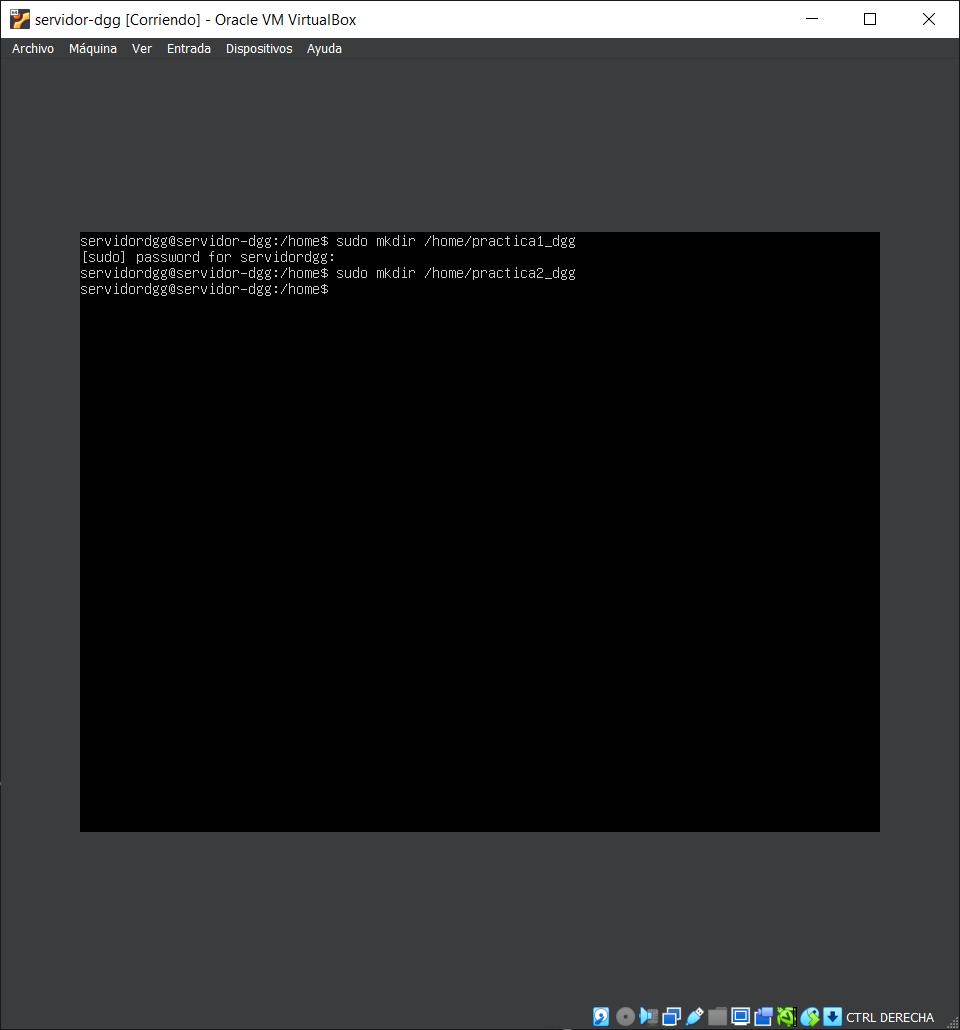 servidor-dgg [Corriendo] - Oracle VM VirtualBox
Archivo Máquina Ver Entrada Dispositivos Ayuda
servidordgg@servidor-dgg:/home$ sudo mkdir /home/practica1_dgg
[sudo] password for servidordgg:
servidordgg@servidor-dgg:/home$ sudo mkdir /home/practica2_dgg
servidordgg@servidor-dgg:/home$
CTRL DERECHA